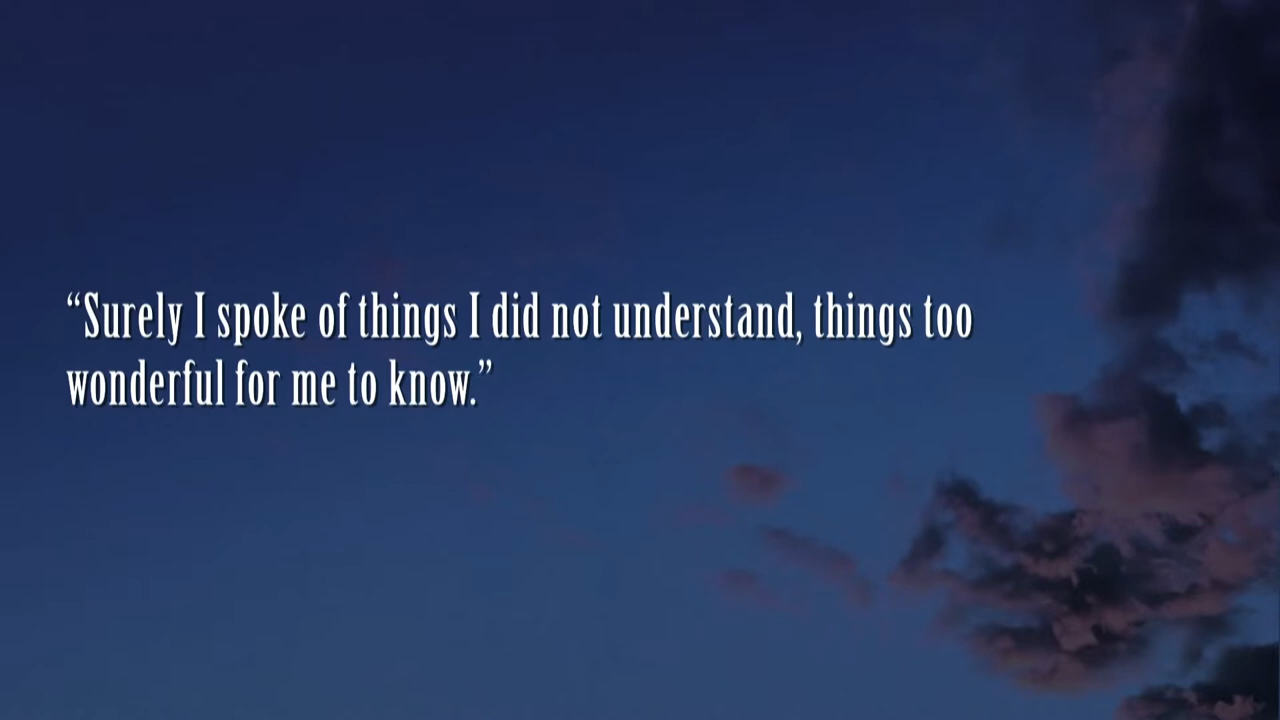 “Surely I spoke of things I did not understand, things too
wonderful for me to know.”